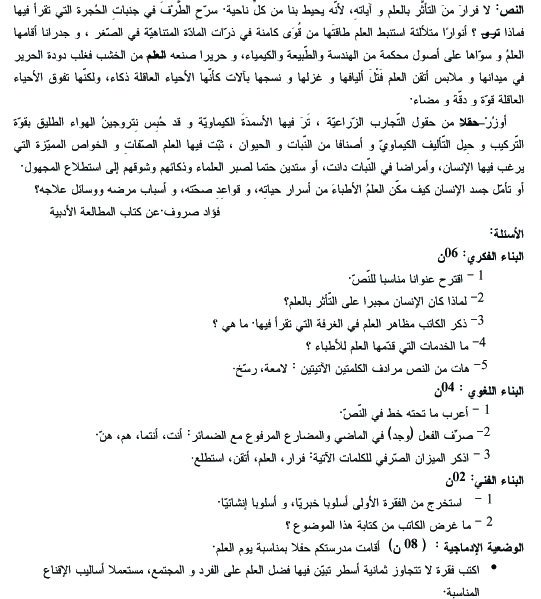 النص: لا فرارَ منَ التأثّر بالعلم و آياته، لأنّه يحيط بنا من كلّ ناحية. سرّح الطّرفَ في جنباتِ الحُجرة التي تقرأ فيها
فماذا ترى ؟ أنوارًا متلألئة استنبط العلم طاقتَها من قُوَى كامنة في ذرّات المادّة المتناهيّة في الصّغر ، و جدرانا أقامها
العلمُ و سوّاها على أصول محكمة من الهندسة والطّبيعة والكيمياء، و حريرا صنعه العلم من الخشب فغلب دودة الحرير
في ميدانها و ملابس أتقن العلم فتْلَ أليافها و غزلها و نسجها بآلات كأنّها الأحياء العاقلة ذكاء، ولكنّها تفوق الأحياء
العاقلة قوّة و دقّة و مضاء.
أوزُرْ حقلا من حقول التّجارب الزّراعيّة ، تَرَ فيها الأسمدةَ الكيماويّة و قد حُبِس نِتروجينُ الهواء الطليق بقوّة
التّركيب و حِيل التّأليف الكيماويّ و أصنافا من النّبات و الحيوان ، ثبّت فيها العلم الصّفات و الخواص المميّزة التي
يرغب فيها الإنسان، وأمراضا في النّبات دانت، أو ستدين حتما لصبر العلماء وذكائهم وشوقهم إلى استطلاع المجهول.
أو تأمّل جسد الإنسان كيف مكّن العلمُ الأطباءَ من أسرار حياتِه، و قواعِدِ صحّته، و أسباب مرضه ووسائل علاجه؟
فؤاد صروف.عن كتاب المطالعة الأدبية
الأسئلة:
البناء الفكري : 06ن
1 – اقترح عنوانا مناسبا للنّصّ.
2– لماذا كان الإنسان مجبرا على التّأثر بالعلم؟
3– ذكر الكاتب مظاهر العلم في الغرفة التي تقرأ فيها. ما هي ؟
4– ما الخدمات التي قدّمها العلم للأطباء ؟
5– هات من النص مرادف الكلمتين الآتيتين : لامعة، رسّخ.
البناء اللغوي : 04ن
1 – أعرب ما تحته خط في النّصّ.
2– صرّف الفعل (وجد) في الماضي والمضارع المرفوع مع الضمائر: أنت، أنتما، هم، هنّ.
3 – اذكر الميزان الصّرفي للكلمات الآتية: فرار، العلم، أتقن، استطلع.
البناء الفني: 02ن
1 – استخرج من الفقرة الأولى أسلوبا خبريّا، و أسلوبا إنشائيّا.
2 – ما غرض الكاتب من كتابة هذا الموضوع ؟
الوضعية الإدماجية : ( 08 ن) أقامت مدرستكم حفلا بمناسبة يوم العلم.
• اكتب فقرة لا تتجاوز ثمانية أسطر تبيّن فيها فضل العلم على الفرد و المجتمع، مستعملا أساليب الإقناع
المناسبة.